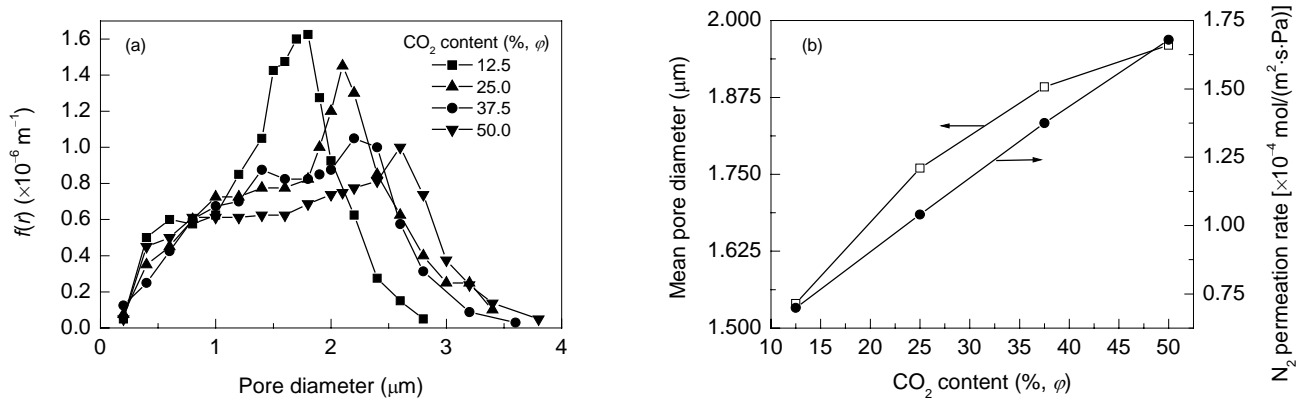 (a)
CO₂ content (%, φ)
12.5
25.0
37.5
50.0
f(r) (×10⁻⁶ m⁻¹)
1.6
1.4
1.2
1.0
0.8
0.6
0.4
0.2
0.0
0 1 2 3 4
Pore diameter (μm)
(b)
Mean pore diameter (μm)
2.000
1.875
1.750
1.625
1.500
10 15 20 25 30 35 40 45 50
CO₂ content (%, φ)
1.75
1.50
1.25
1.00
0.75
N₂ permeation rate [×10⁻⁴ mol/(m²·s·Pa)]